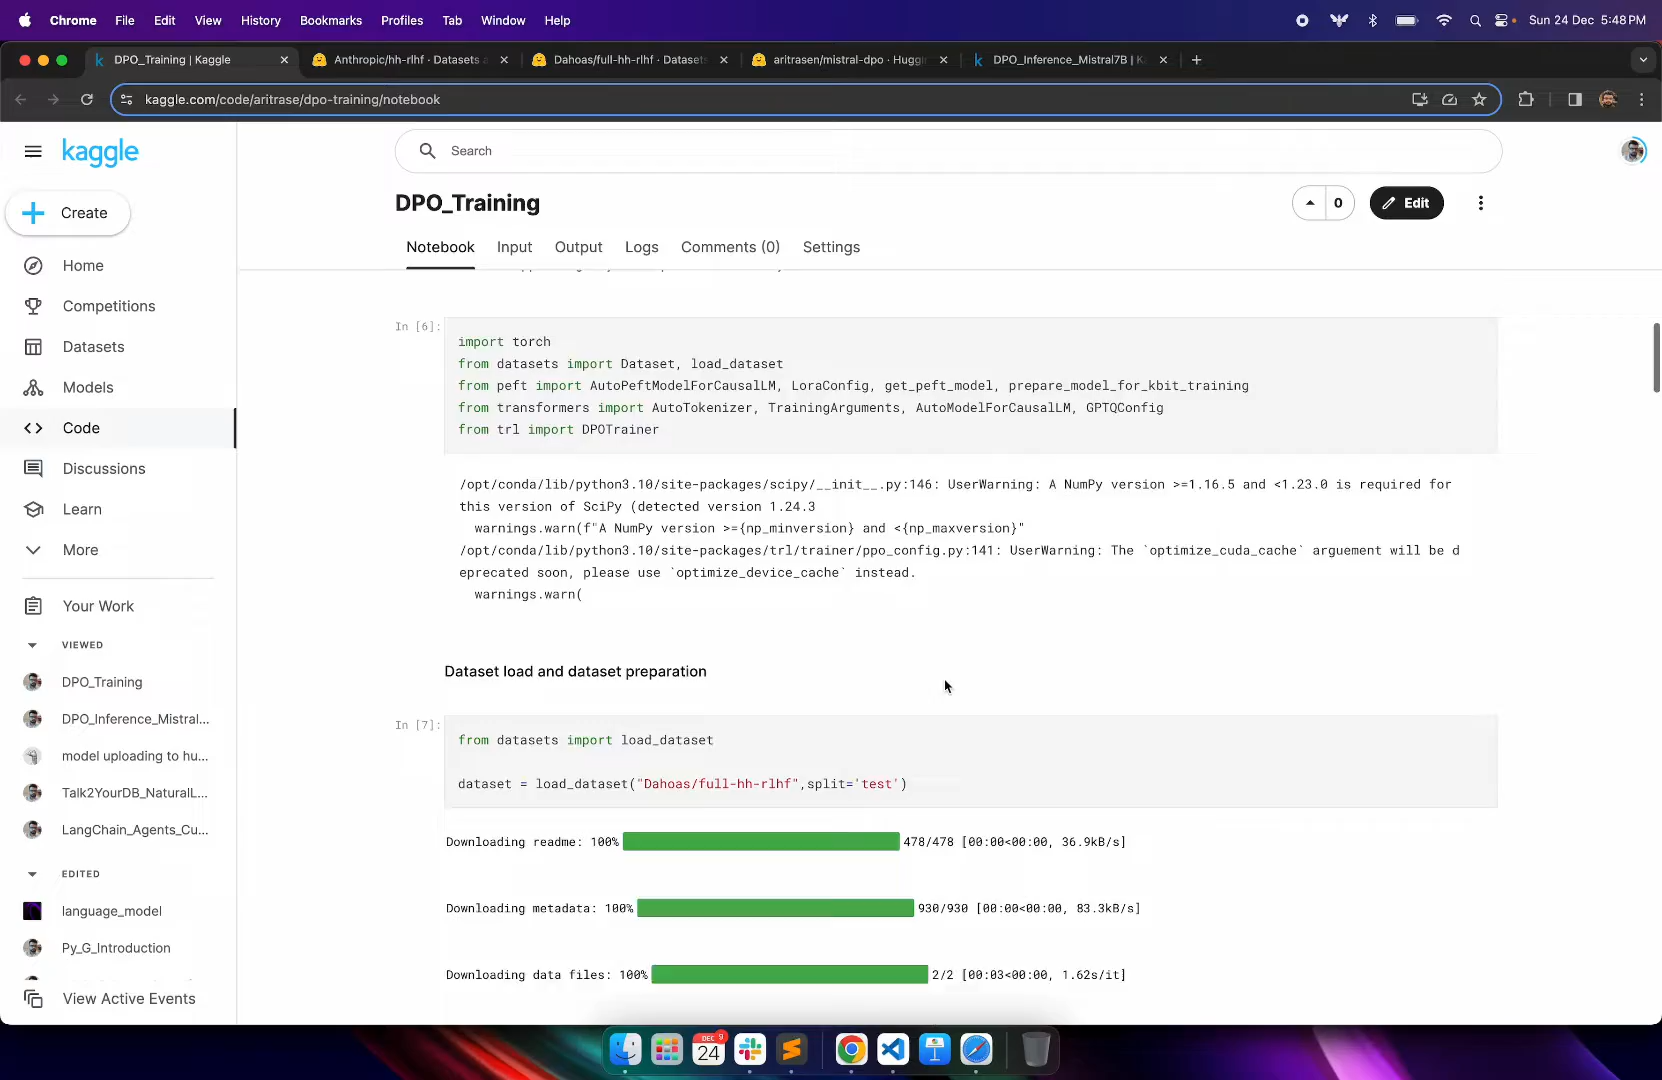 Chrome File Edit View History Bookmarks Profiles Tab Window Help
Sun 24 Dec 5:48 PM
DPO_Training | Kaggle
Anthropic/hh-rlhf · Datasets
Dahoas/full-hh-rlhf · Datasets
aritrasen/mistral-dpo · Huggi
DPO_Inference_Mistral7B |
kaggle.com/code/aritrase/dpo-training/notebook
kaggle
Search
Create
DPO_Training
0
Edit
Notebook Input Output Logs Comments (0) Settings
Home
Competitions
Datasets
Models
Code
Discussions
Learn
More
Your Work
VIEWED
DPO_Training
DPO_Inference_Mistral...
model uploading to hu...
Talk2YourDB_NaturalL...
LangChain_Agents_Cu...
EDITED
language_model
Py_G_Introduction
View Active Events
In [6]:
import torch
from datasets import Dataset, load_dataset
from peft import AutoPeftModelForCausalLM, LoraConfig, get_peft_model, prepare_model_for_kbit_training
from transformers import AutoTokenizer, TrainingArguments, AutoModelForCausalLM, GPTQConfig
from trl import DPOTrainer
/opt/conda/lib/python3.10/site-packages/scipy/__init__.py:146: UserWarning: A NumPy version >=1.16.5 and <1.23.0 is required for
this version of SciPy (detected version 1.24.3
warnings.warn(f"A NumPy version >={np_minversion} and <{np_maxversion}"
/opt/conda/lib/python3.10/site-packages/trl/trainer/ppo_config.py:141: UserWarning: The `optimize_cuda_cache` arguement will be d
eprecated soon, please use `optimize_device_cache` instead.
warnings.warn(
Dataset load and dataset preparation
In [7]:
from datasets import load_dataset
dataset = load_dataset("Dahoas/full-hh-rlhf",split='test')
Downloading readme: 100% 478/478 [00:00<00:00, 36.9kB/s]
Downloading metadata: 100% 930/930 [00:00<00:00, 83.3kB/s]
Downloading data files: 100% 2/2 [00:03<00:00, 1.62s/it]
DEC
24
9